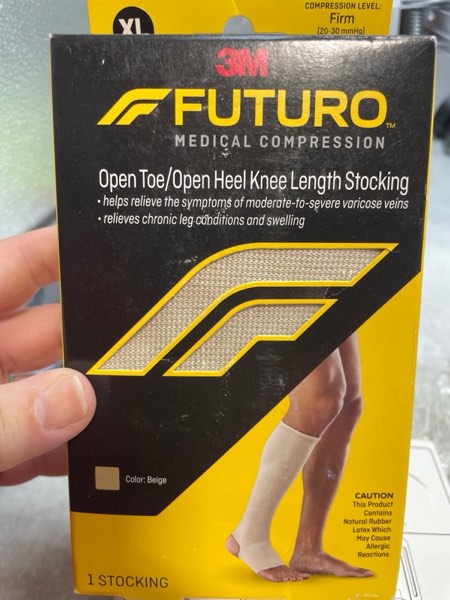 XL
COMPRESSION LEVEL:
Firm
(20-30 mmHg)
3M
FUTURO™
MEDICAL COMPRESSION
Open Toe/Open Heel Knee Length Stocking
• helps relieve the symptoms of moderate-to-severe varicose veins
• relieves chronic leg conditions and swelling
Color: Beige
CAUTION
This Product
Contains
Natural Rubber
Latex Which
May Cause
Allergic
Reactions
1 STOCKING